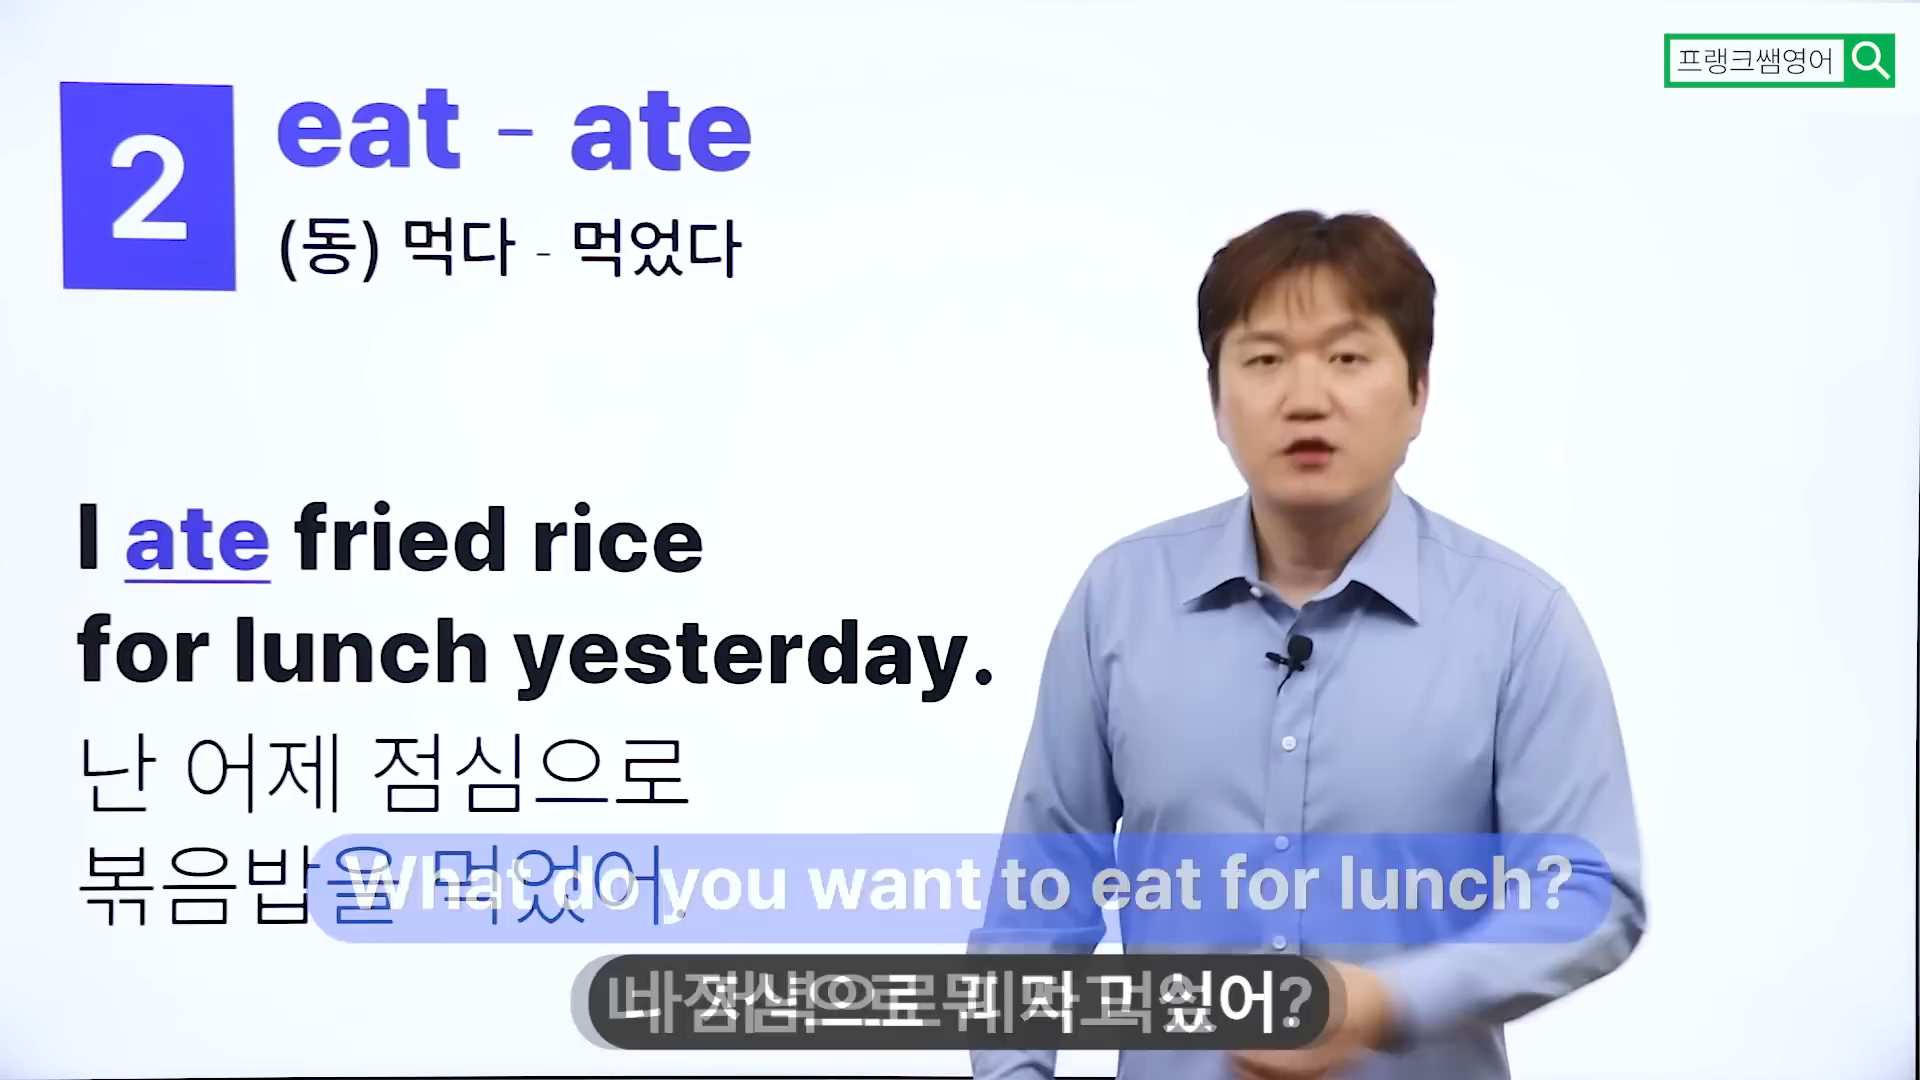 프랭크쌤영어
2
eat - ate
(동) 먹다 - 먹었다
I ate fried rice
for lunch yesterday.
난 어제 점심으로
볶음밥을 먹었어.
What do you want to eat for lunch?